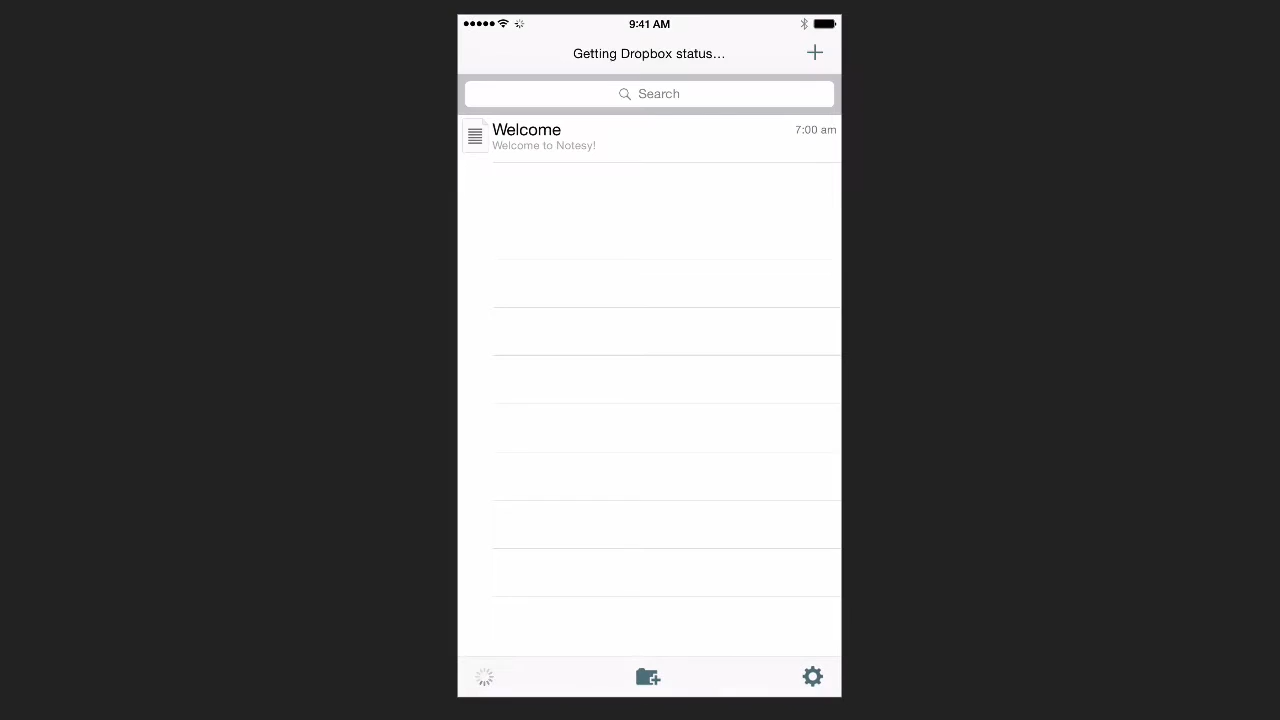 9:41 AM
Getting Dropbox status...
Search
Welcome
7:00 am
Welcome to Notesy!